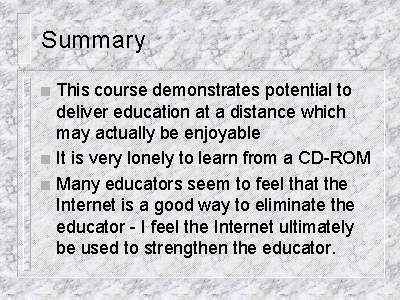 Summary
This course demonstrates potential to
deliver education at a distance which
may actually be enjoyable
It is very lonely to learn from a CD-ROM
Many educators seem to feel that the
Internet is a good way to eliminate the
educator - I feel the Internet ultimately
be used to strengthen the educator.